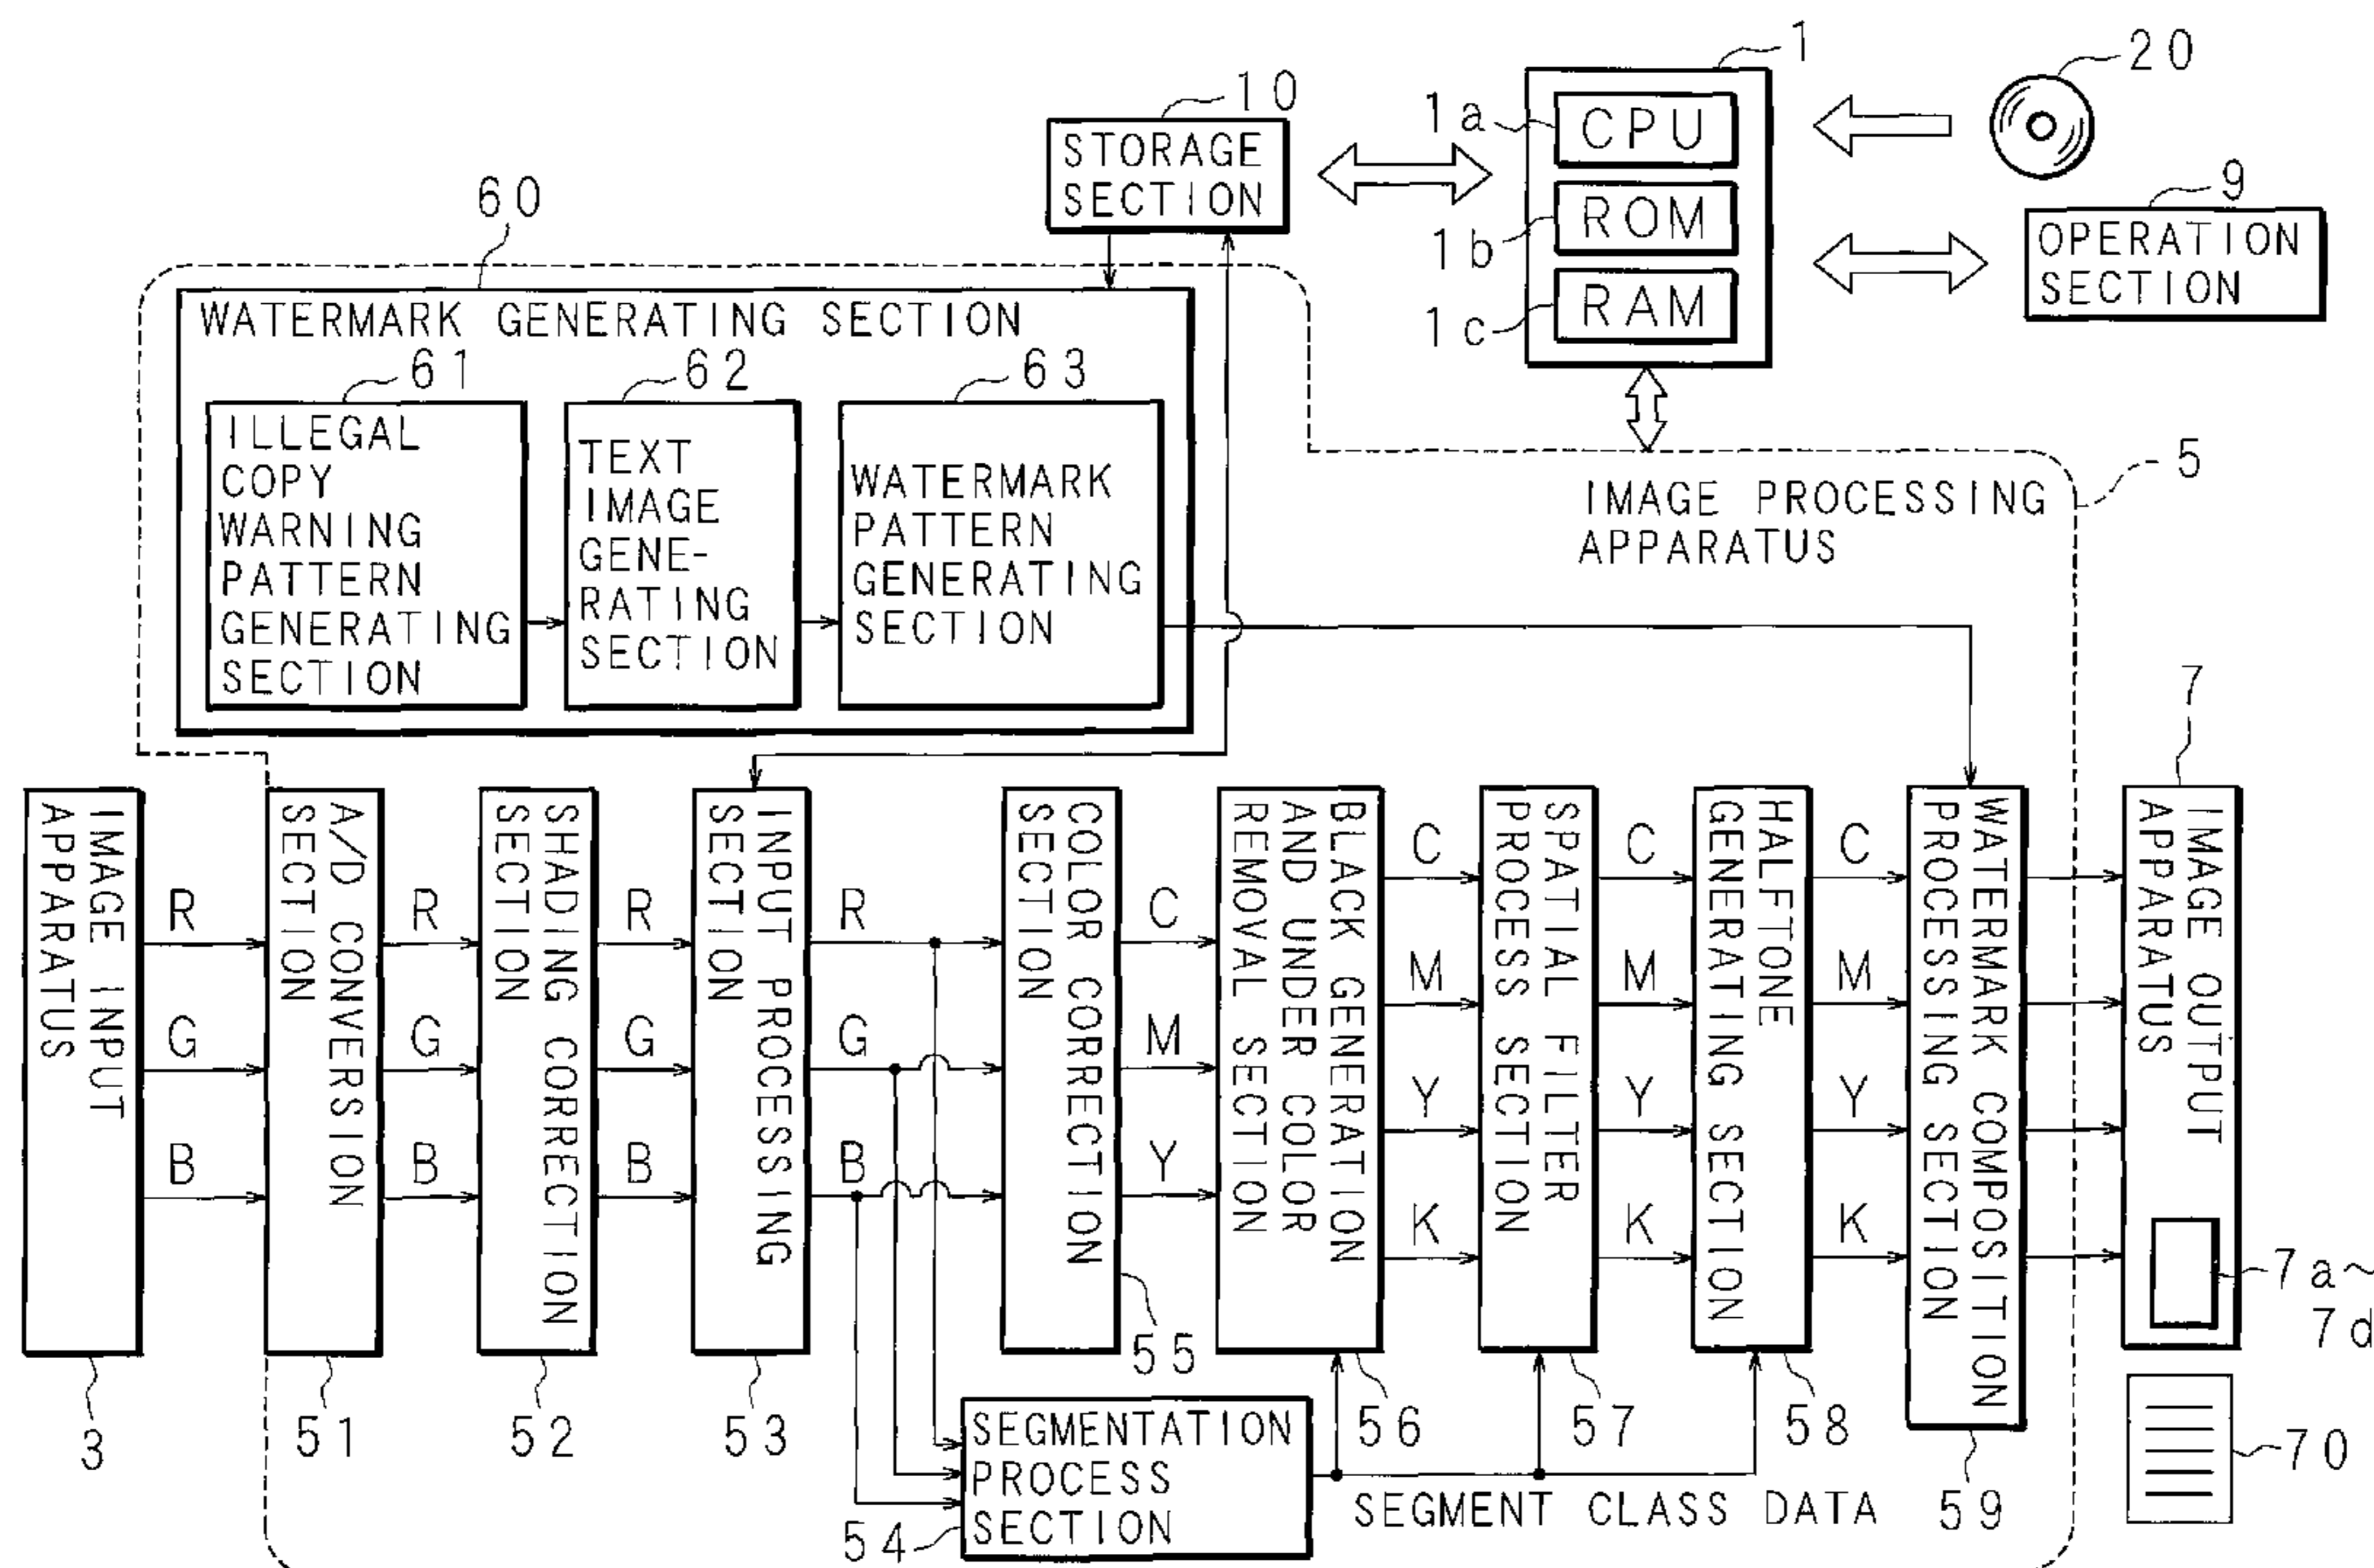 1
20
10
1a
CPU
STORAGE
SECTION
60
1b
ROM
9
OPERATION
SECTION
1c
RAM
WATERMARK GENERATING SECTION
61
62
63
ILLEGAL
COPY
WARNING
PATTERN
GENERATING
SECTION
TEXT
IMAGE
GENE-
RATING
SECTION
WATERMARK
PATTERN
GENERATING
SECTION
5
IMAGE PROCESSING
APPARATUS
7
IMAGE INPUT
APPARATUS
R
G
B
A/D CONVERSION
SECTION
R
G
B
SHADING CORRECTION
SECTION
R
G
B
INPUT PROCESSING
SECTION
R
G
B
COLOR CORRECTION
SECTION
C
M
Y
BLACK GENERATION
AND UNDER COLOR
REMOVAL SECTION
C
M
Y
K
SPATIAL FILTER
PROCESS SECTION
C
M
Y
K
HALFTONE
GENERATING SECTION
C
M
Y
K
WATERMARK COMPOSITION
PROCESSING SECTION
IMAGE OUTPUT
APPARATUS
7a~
7d
3
51
52
53
55
56
57
58
59
70
SEGMENTATION
PROCESS
SECTION
54
SEGMENT CLASS DATA